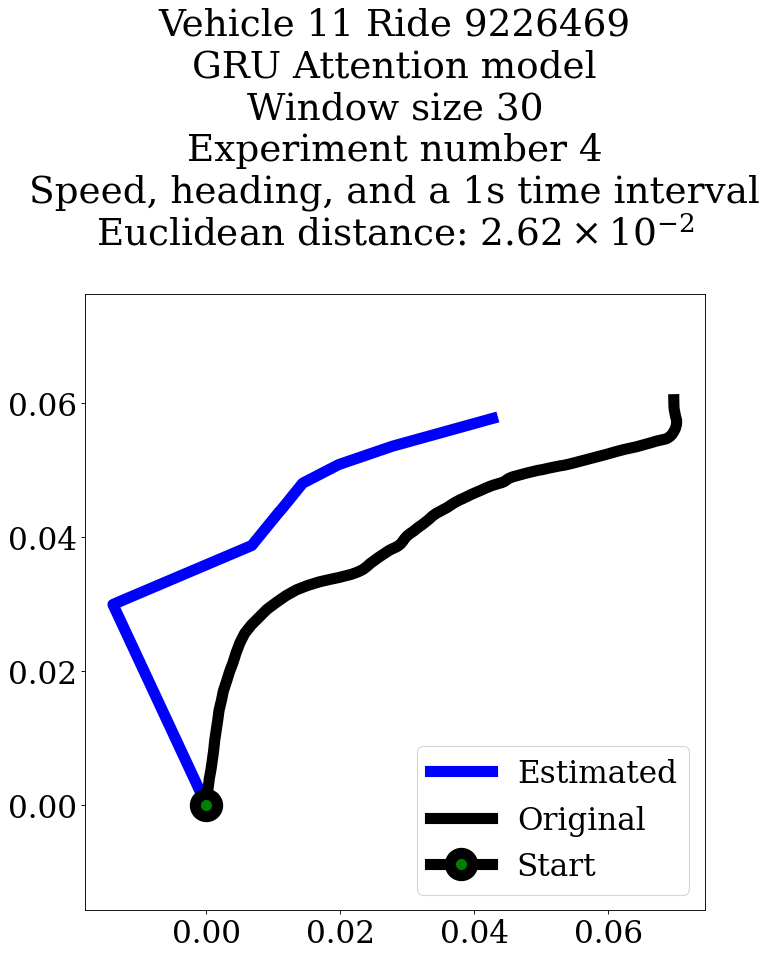 Vehicle 11 Ride 9226469
GRU Attention model
Window size 30
Experiment number 4
Speed, heading, and a 1s time interval
Euclidean distance: 2.62 × 10⁻²
0.06
0.04
0.02
0.00
Estimated
Original
Start
0.00 0.02 0.04 0.06